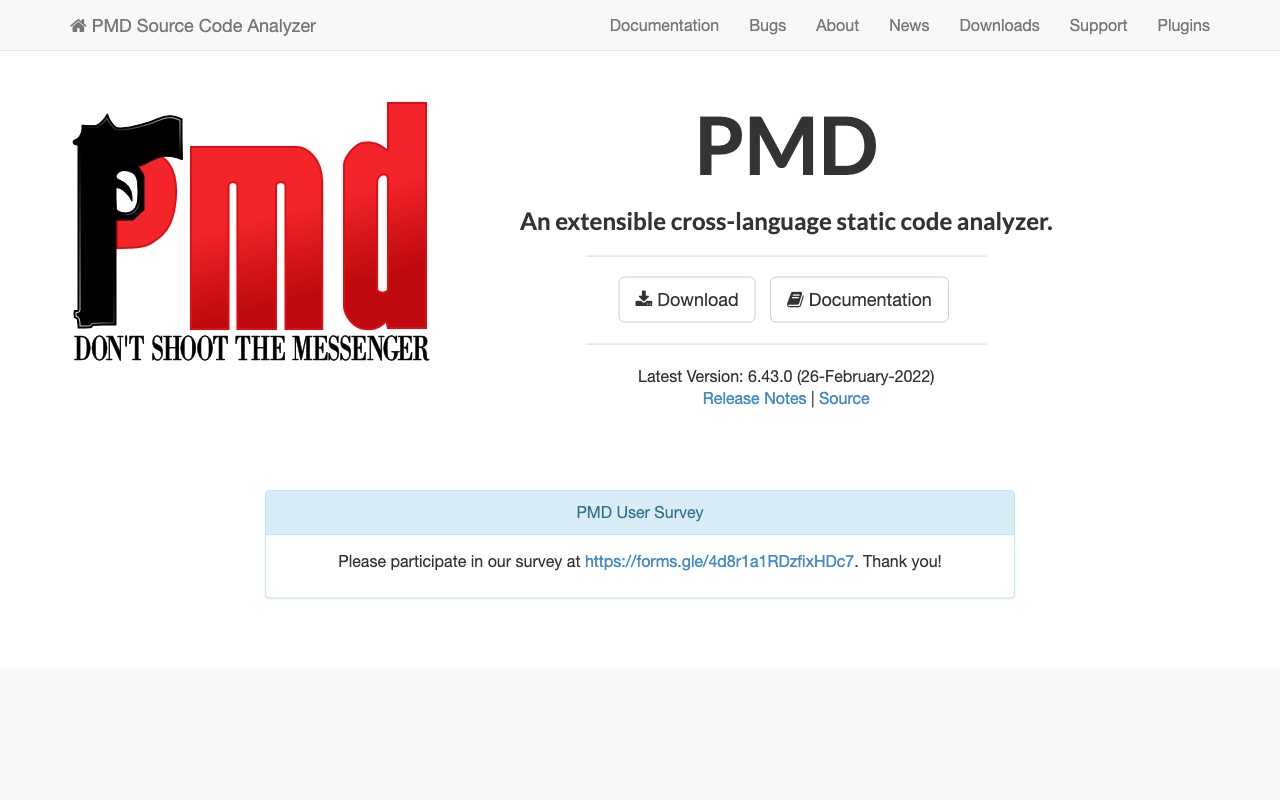 PMD Source Code Analyzer
Documentation
Bugs
About
News
Downloads
Support
Plugins
Pmd
DON'T SHOOT THE MESSENGER
PMD
An extensible cross-language static code analyzer.
Download
Documentation
Latest Version: 6.43.0 (26-February-2022)
Release Notes | Source
PMD User Survey
Please participate in our survey at https://forms.gle/4d8r1a1RDzfixHDc7. Thank you!